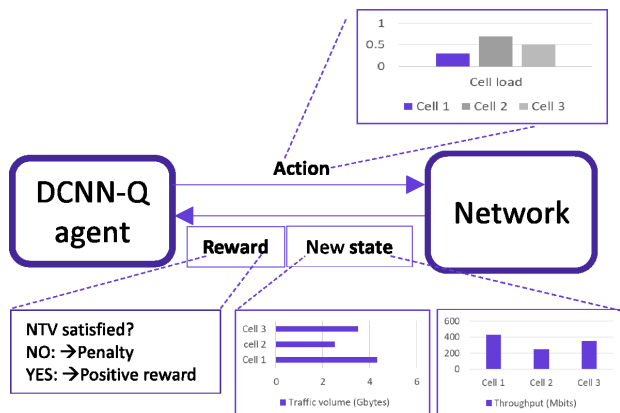 1
0.5
0
Cell load
Cell 1 Cell 2 Cell 3
DCNN-Q
agent
Action
Network
Reward
New state
NTV satisfied?
NO: →Penalty
YES: →Positive reward
Cell 3
cell 2
Cell 1
0 2 4 6
Traffic volume (Gbytes)
600
400
200
0
Cell 1 Cell 2 Cell 3
Throughput (Mbits)